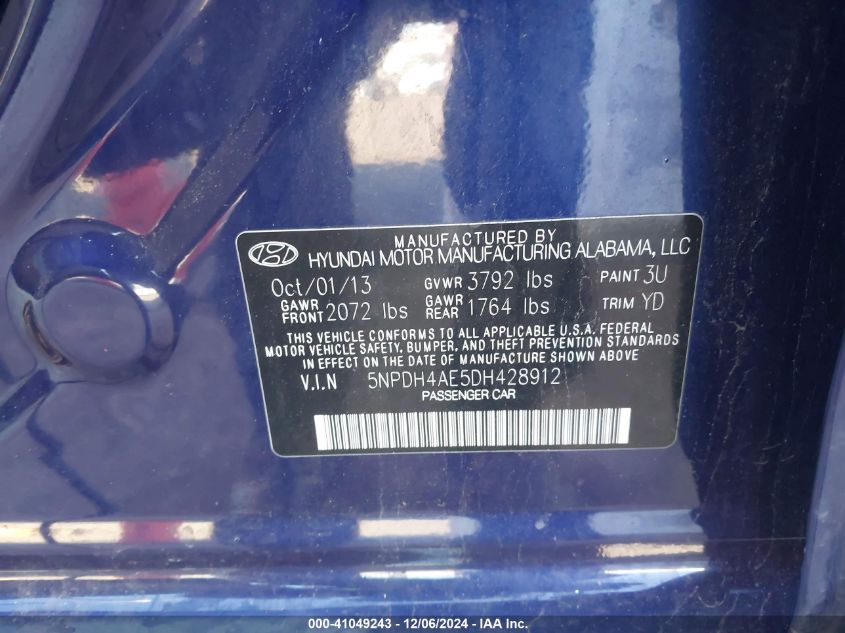 MANUFACTURED BY
HYUNDAI MOTOR MANUFACTURING ALABAMA, LLC
Oct/01/13 GVWR 3792 lbs PAINT 3U
GAWR FRONT 2072 lbs GAWR REAR 1764 lbs TRIM YD
THIS VEHICLE CONFORMS TO ALL APPLICABLE U.S.A. FEDERAL
MOTOR VEHICLE SAFETY, BUMPER, AND THEFT PREVENTION STANDARDS
IN EFFECT ON THE DATE OF MANUFACTURE SHOWN ABOVE
V.I.N 5NPDH4AE5DH428912
PASSENGER CAR
000-41049243 - 12/06/2024 - IAA Inc.